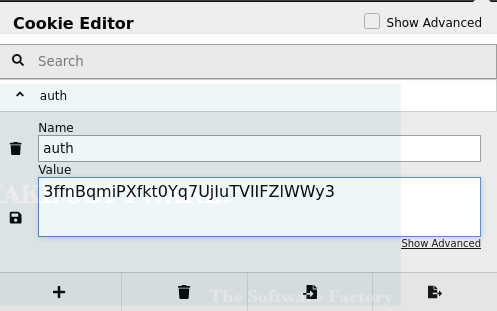 Cookie Editor
Show Advanced
Search
auth
Name
auth
Value
3ffnBqmiPXfkt0Yq7UjIuTVIIFZIWWy3
Show Advanced
The Software Factory